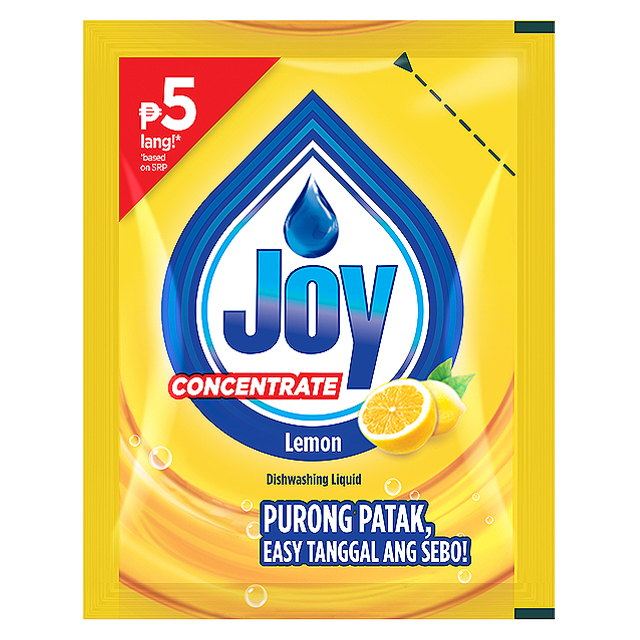 ₱5
lang!*
*based
on SRP
Joy
CONCENTRATE
Lemon
Dishwashing Liquid
PURONG PATAK,
EASY TANGGAL ANG SEBO!